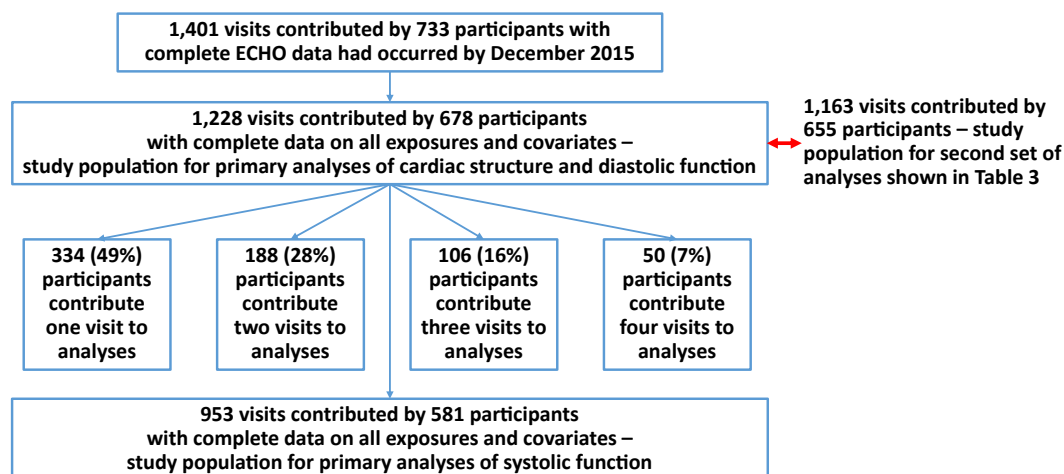 1,401 visits contributed by 733 participants with
complete ECHO data had occurred by December 2015
1,228 visits contributed by 678 participants
with complete data on all exposures and covariates –
study population for primary analyses of cardiac structure and diastolic function
1,163 visits contributed by
655 participants – study
population for second set of
analyses shown in Table 3
334 (49%)
participants
contribute
one visit to
analyses
188 (28%)
participants
contribute
two visits to
analyses
106 (16%)
participants
contribute
three visits to
analyses
50 (7%)
participants
contribute
four visits to
analyses
953 visits contributed by 581 participants
with complete data on all exposures and covariates –
study population for primary analyses of systolic function